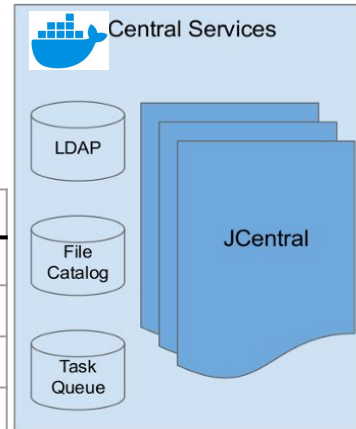 Central Services
LDAP
File
Catalog
Task
Queue
JCentral